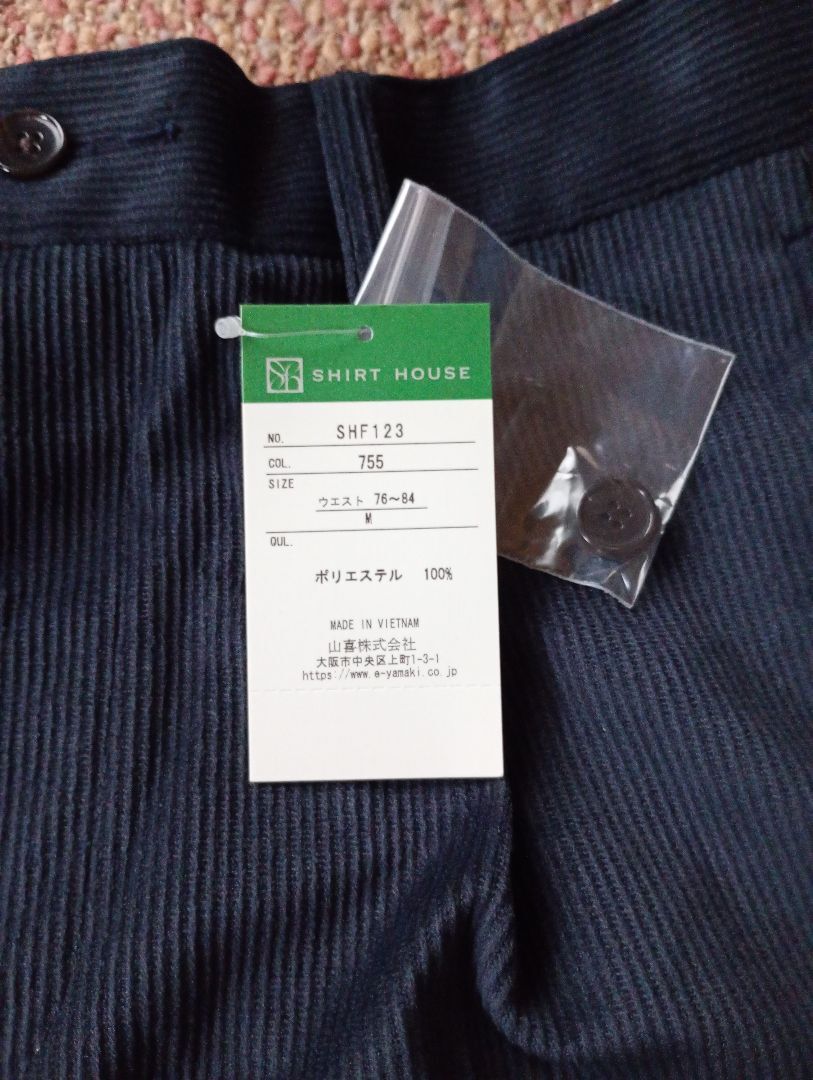 SHIRT HOUSE
NO. SHF123
COL. 755
SIZE
ウエスト 76～84
M
QUL.
ポリエステル 100%
MADE IN VIETNAM
山喜株式会社
大阪市中央区上町1-3-1
https://www.e-yamaki.co.jp